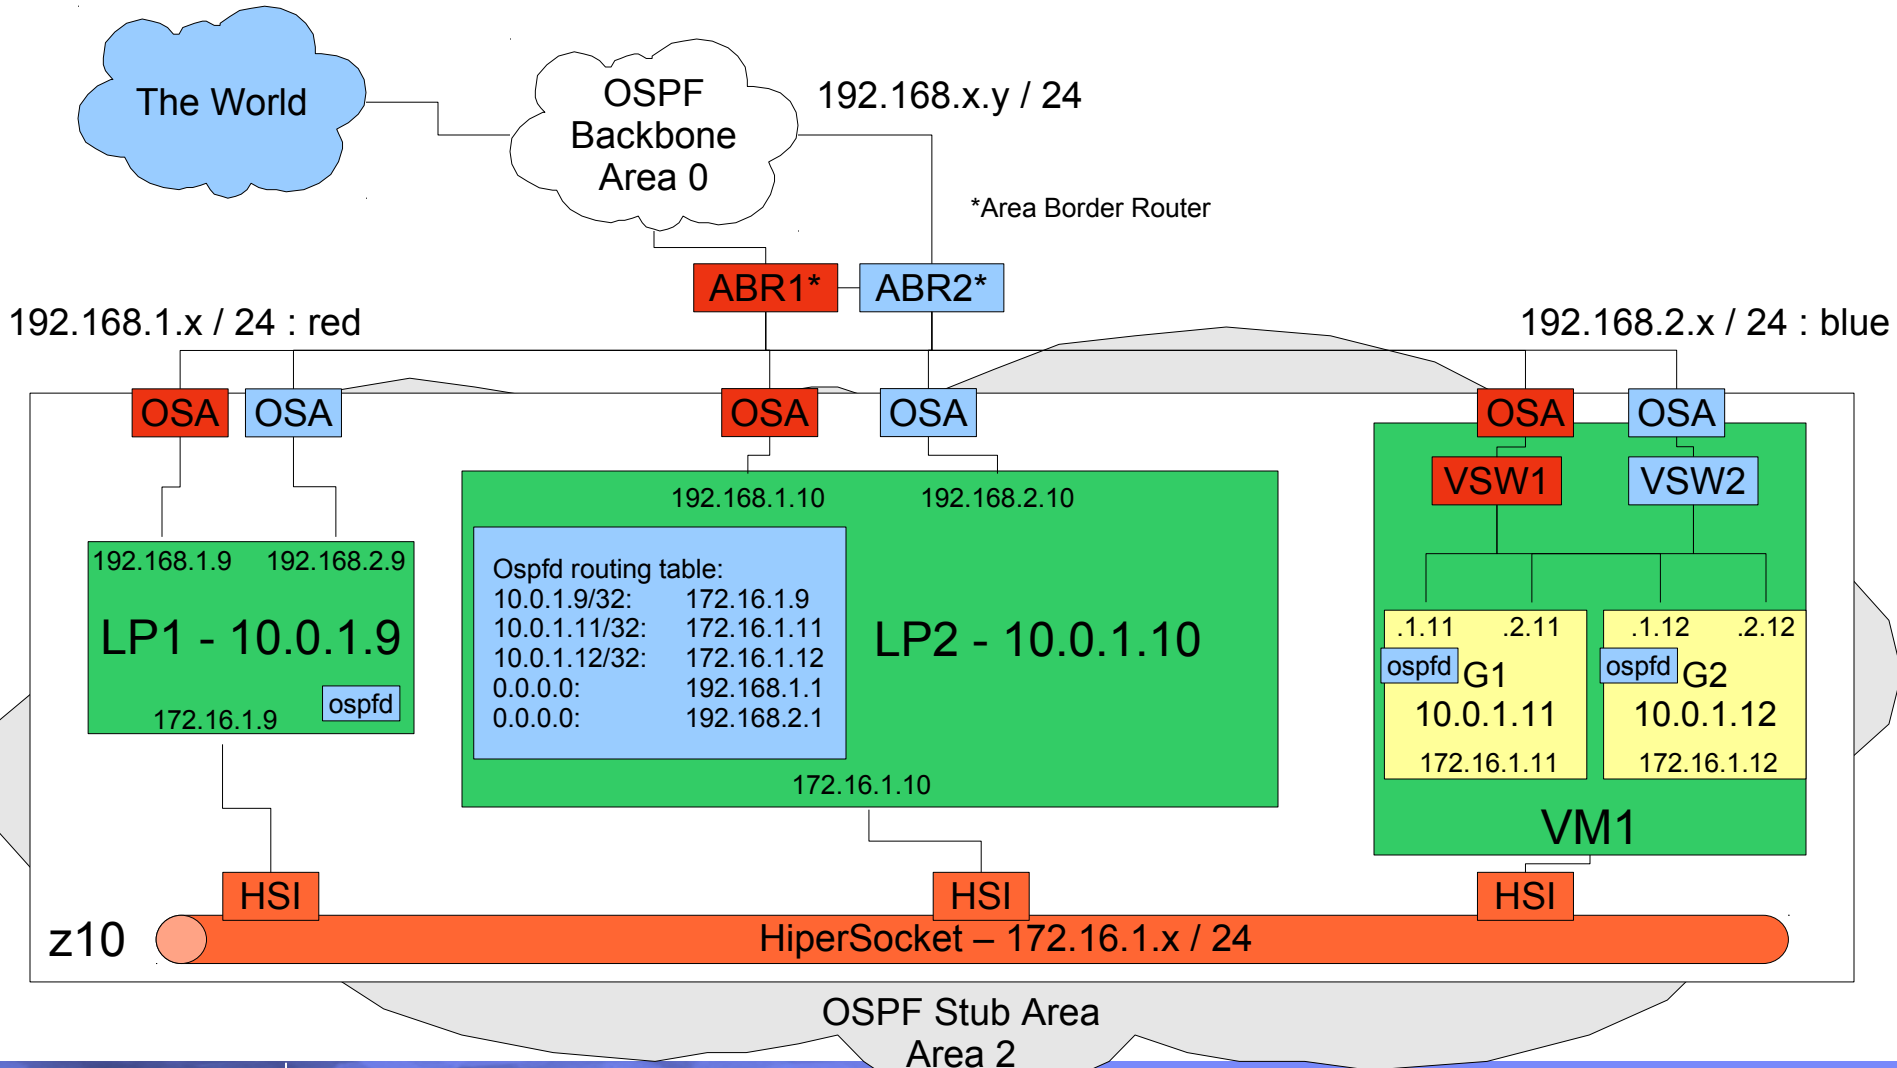 The World
OSPF
Backbone
Area 0
192.168.x.y / 24
*Area Border Router
ABR1*
ABR2*
192.168.1.x / 24 : red
192.168.2.x / 24 : blue
OSA
OSA
OSA
OSA
OSA
OSA
VSW1
VSW2
192.168.1.10
192.168.2.10
192.168.1.9
192.168.2.9
LP1 - 10.0.1.9
ospfd
172.16.1.9
Ospfd routing table:
10.0.1.9/32: 172.16.1.9
10.0.1.11/32: 172.16.1.11
10.0.1.12/32: 172.16.1.12
0.0.0.0: 192.168.1.1
0.0.0.0: 192.168.2.1
LP2 - 10.0.1.10
172.16.1.10
.1.11
.2.11
ospfd
G1
10.0.1.11
172.16.1.11
.1.12
.2.12
ospfd
G2
10.0.1.12
172.16.1.12
VM1
HSI
HSI
HSI
z10
HiperSocket – 172.16.1.x / 24
OSPF Stub Area
Area 2